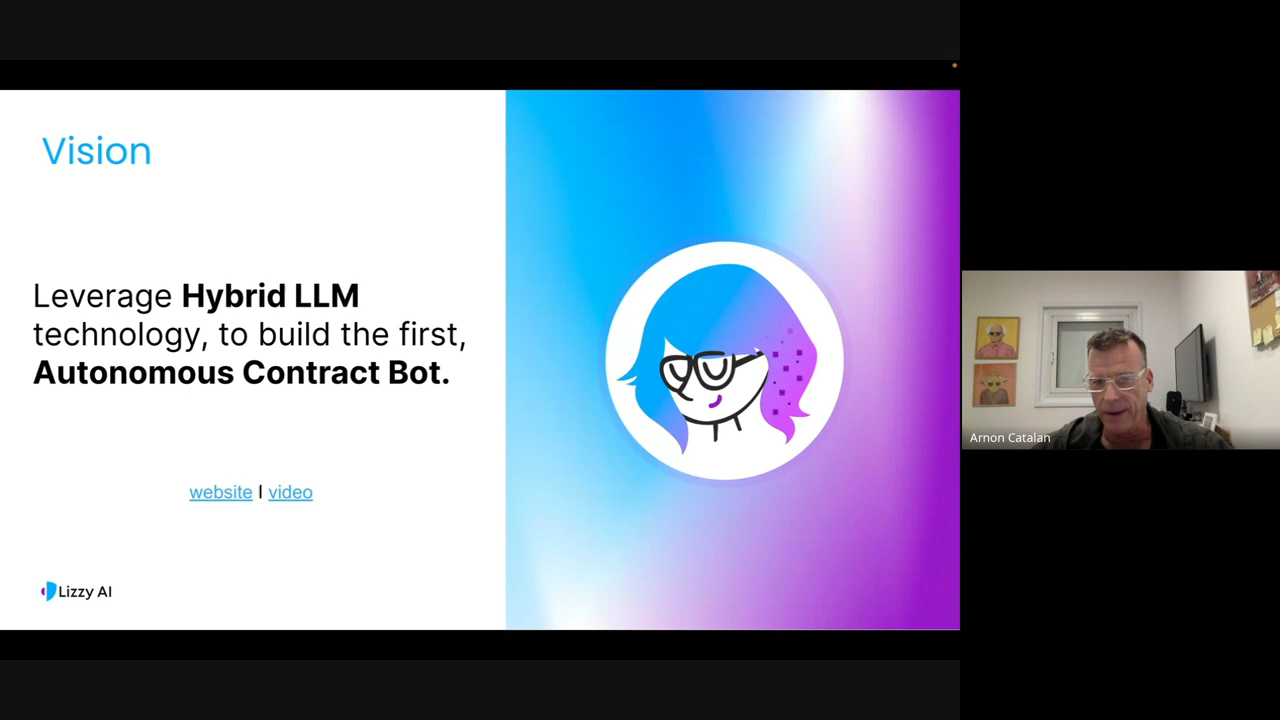 Vision
Leverage Hybrid LLM
technology, to build the first,
Autonomous Contract Bot.
website I video
Lizzy AI
Arnon Catalan